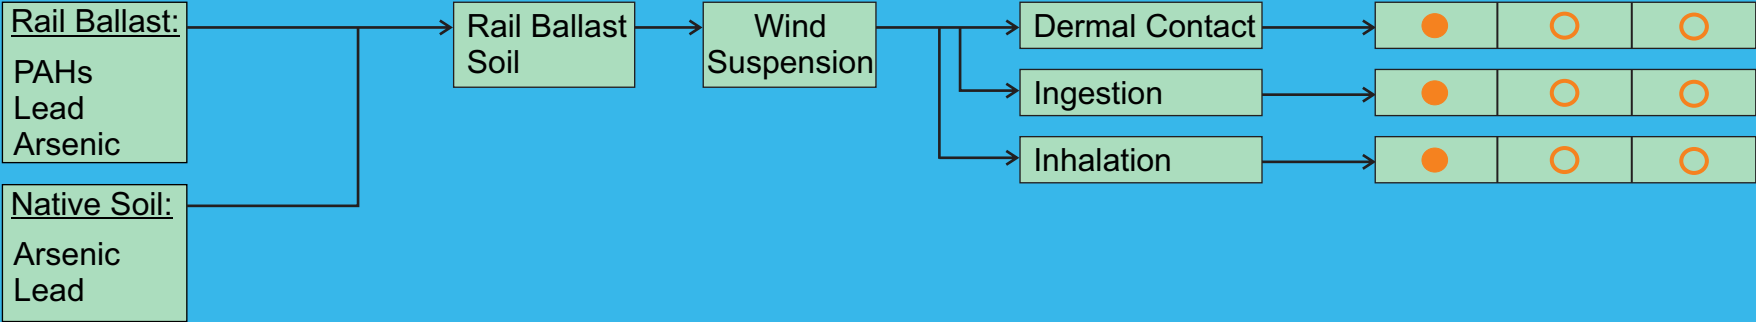 Rail Ballast:
PAHs
Lead
Arsenic
Native Soil:
Arsenic
Lead
Rail Ballast
Soil
Wind
Suspension
Dermal Contact
Ingestion
Inhalation